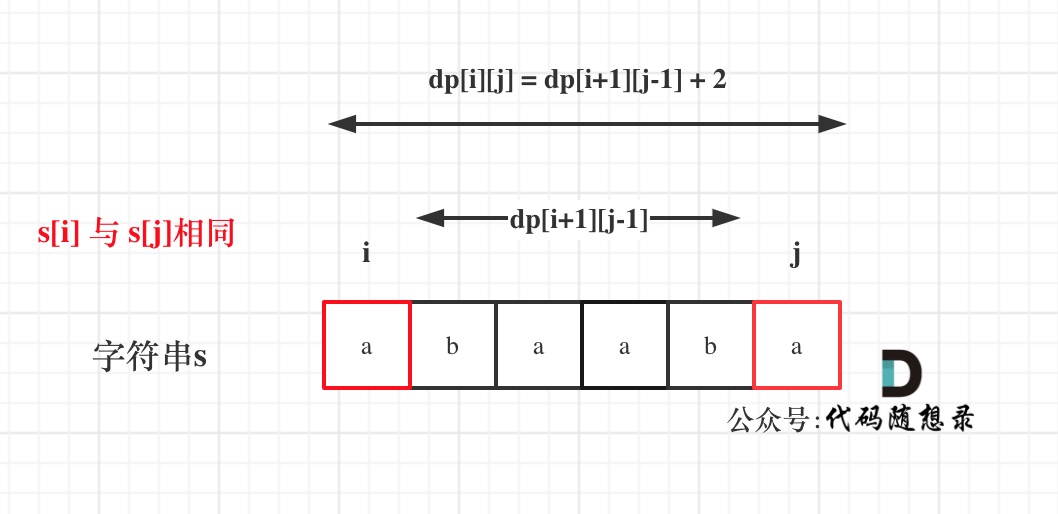 dp[i][j] = dp[i+1][j-1] + 2
s[i] 与 s[j]相同
dp[i+1][j-1]
i j
字符串s
a b a a b a
公众号:代码随想录